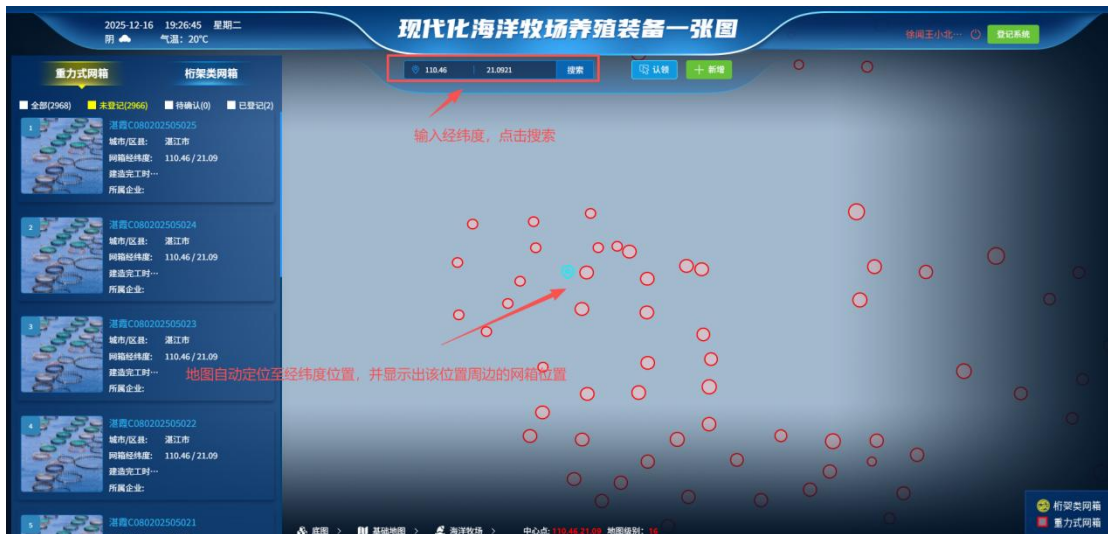 2025-12-16 19:26:45 星期二
阴 气温：20°C
现代化海洋牧场养殖装备一张图
徐闻王小北… 登记系统
重力式网箱 桁架类网箱
110.46 21.0921 搜索 认领 新增
全部(2968) 未登记(2966) 待确认(0) 已登记(2)
输入经纬度，点击搜索
1 湛霞C080202505025
城市/区县： 湛江市
网箱经纬度： 110.46 / 21.09
建造完工时…
所属企业：
2 湛霞C080202505024
城市/区县： 湛江市
网箱经纬度： 110.46 / 21.09
建造完工时…
所属企业：
3 湛霞C080202505023
城市/区县： 湛江市
网箱经纬度： 110.46 / 21.09
建造完工时…
所属企业：
地图自动定位至经纬度位置，并显示出该位置周边的网箱位置
4 湛霞C080202505022
城市/区县： 湛江市
网箱经纬度： 110.46 / 21.09
建造完工时…
所属企业：
5 湛霞C080202505021
底图 > 基础地图 > 海洋牧场 > 中心点: 110.46 21.09 地图级别: 16
桁架类网箱
重力式网箱